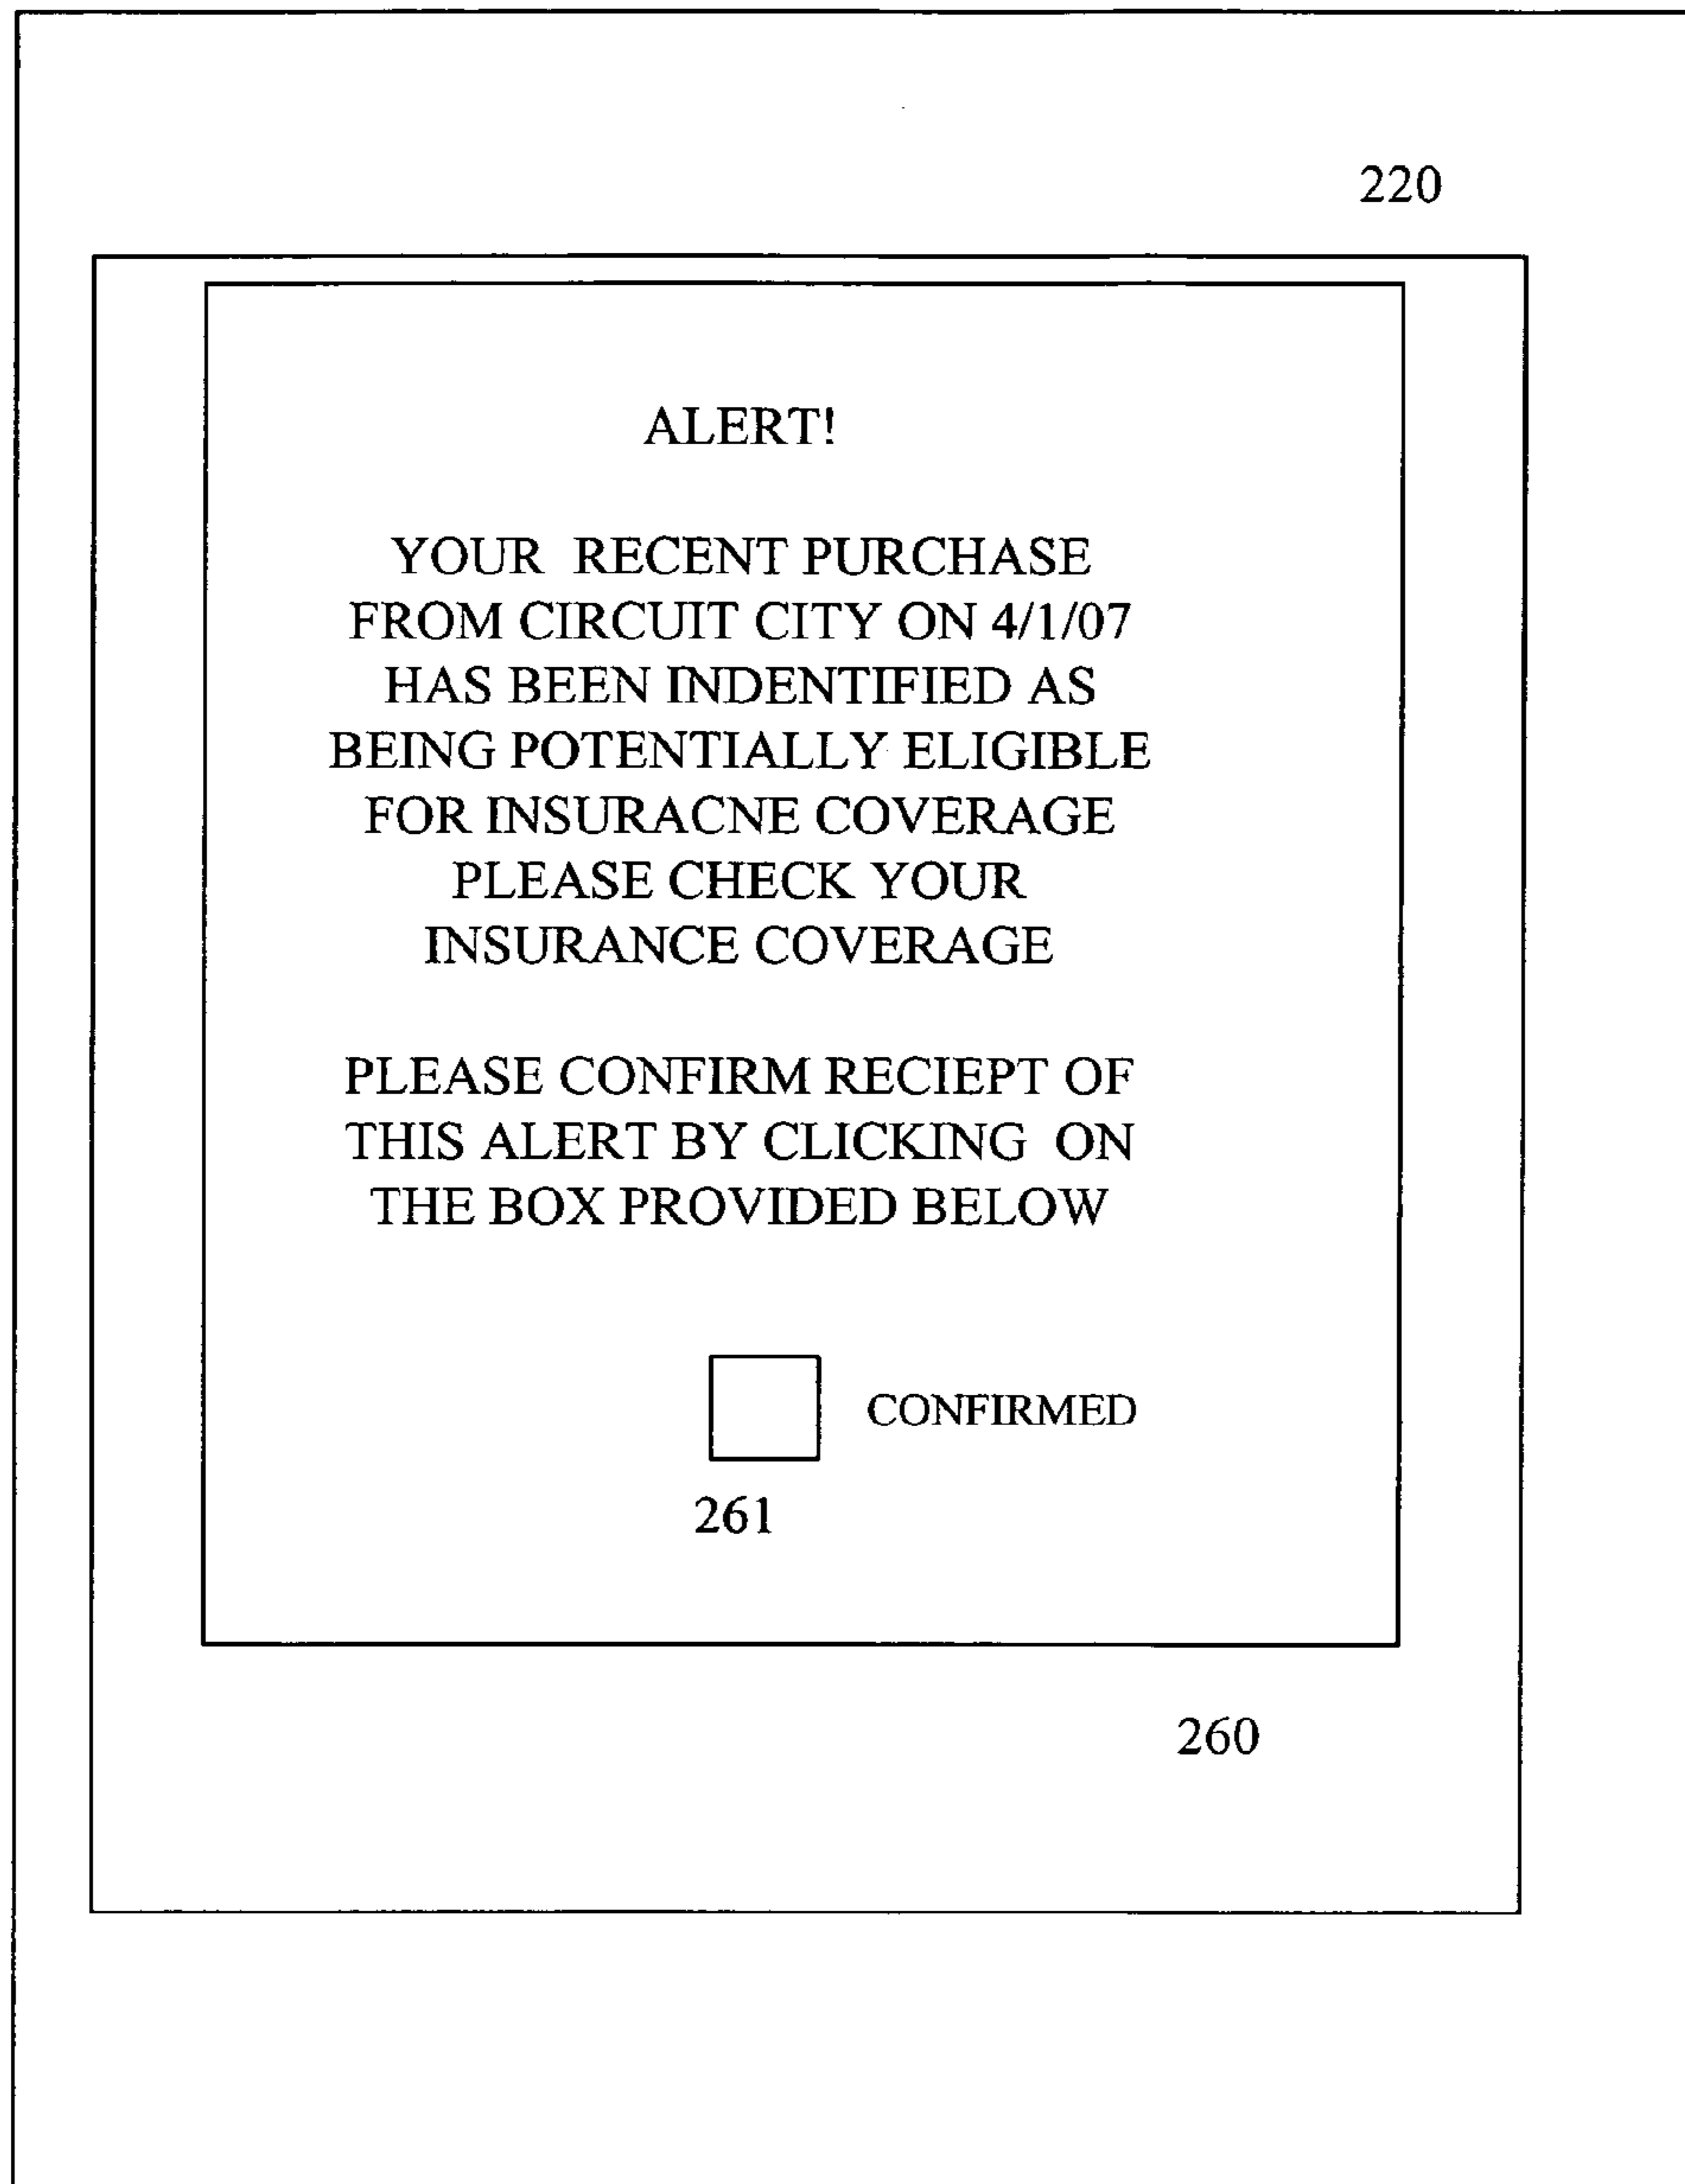 220
ALERT!
YOUR RECENT PURCHASE
FROM CIRCUIT CITY ON 4/1/07
HAS BEEN INDENTIFIED AS
BEING POTENTIALLY ELIGIBLE
FOR INSURACNE COVERAGE
PLEASE CHECK YOUR
INSURANCE COVERAGE
PLEASE CONFIRM RECIEPT OF
THIS ALERT BY CLICKING ON
THE BOX PROVIDED BELOW
CONFIRMED
261
260